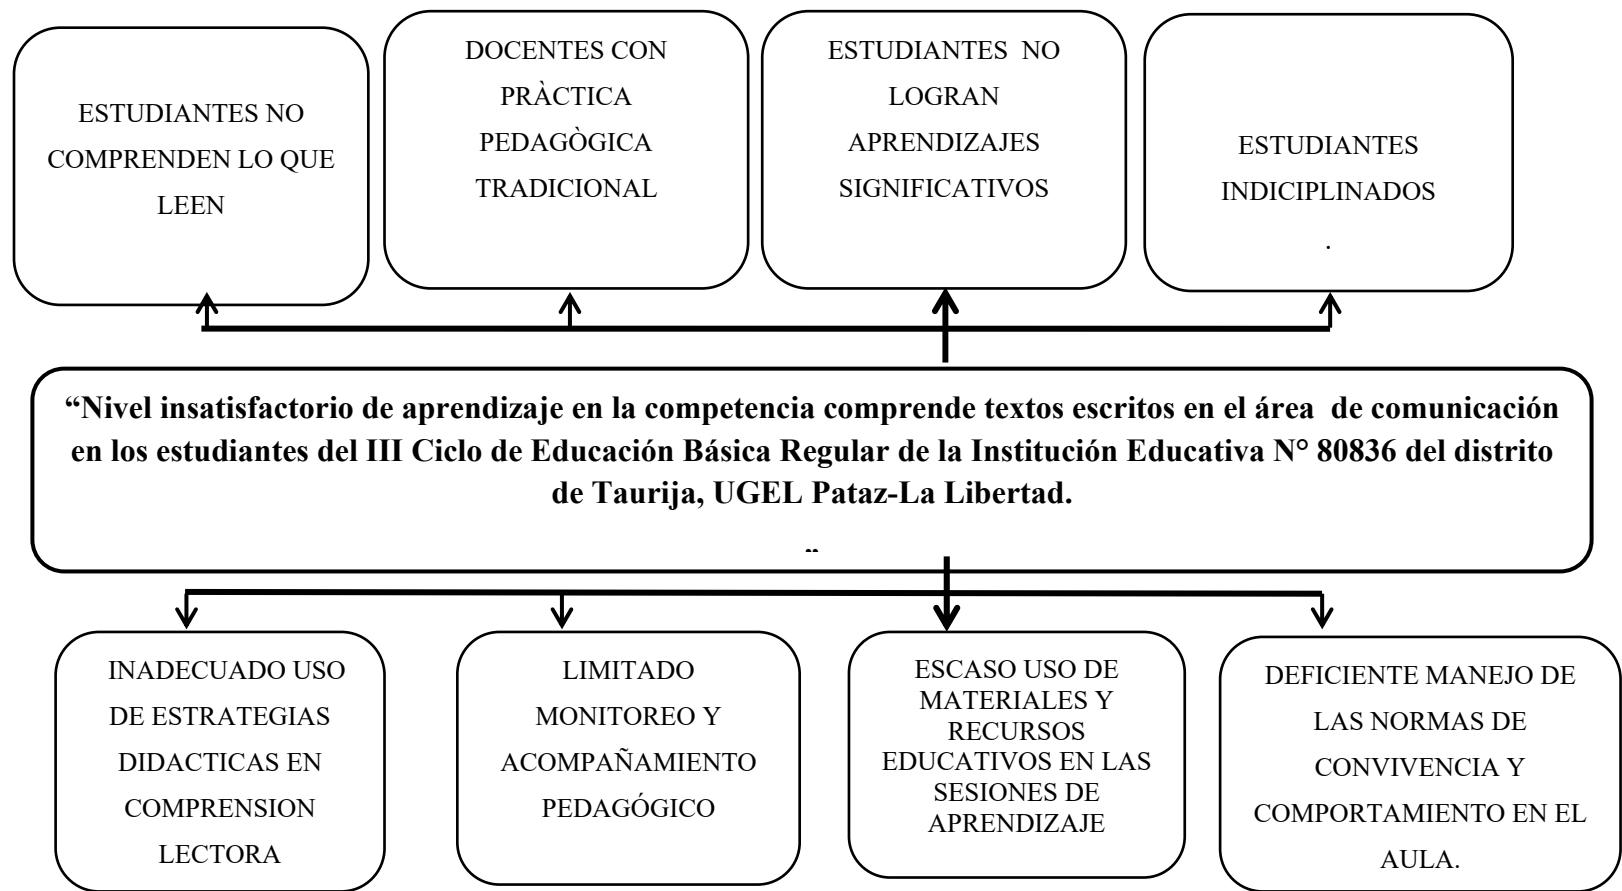 ESTUDIANTES NO
COMPRENDEN LO QUE
LEEN
DOCENTES CON
PRÀCTICA
PEDAGÒGICA
TRADICIONAL
ESTUDIANTES NO
LOGRAN
APRENDIZAJES
SIGNIFICATIVOS
ESTUDIANTES
INDICIPLINADOS
.
“Nivel insatisfactorio de aprendizaje en la competencia comprende textos escritos en el área de comunicación
en los estudiantes del III Ciclo de Educación Básica Regular de la Institución Educativa N° 80836 del distrito
de Taurija, UGEL Pataz-La Libertad.
”
INADECUADO USO
DE ESTRATEGIAS
DIDACTICAS EN
COMPRENSION
LECTORA
LIMITADO
MONITOREO Y
ACOMPAÑAMIENTO
PEDAGÓGICO
ESCASO USO DE
MATERIALES Y
RECURSOS
EDUCATIVOS EN LAS
SESIONES DE
APRENDIZAJE
DEFICIENTE MANEJO DE
LAS NORMAS DE
CONVIVENCIA Y
COMPORTAMIENTO EN EL
AULA.